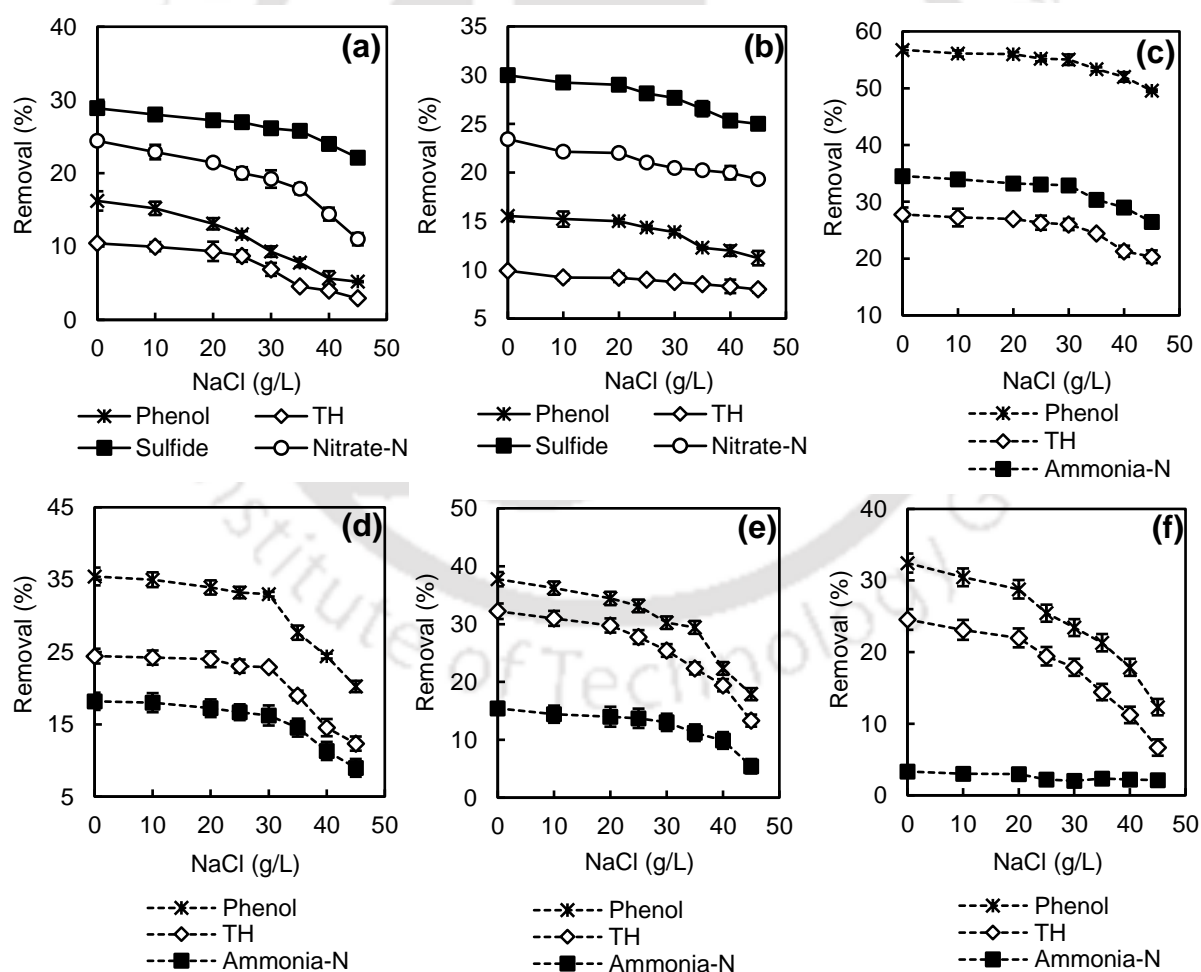 (a)
Removal (%)
40
30
20
10
0
0 10 20 30 40 50
NaCl (g/L)
Phenol TH
Sulfide Nitrate-N
(b)
Removal (%)
35
30
25
20
15
10
5
0 10 20 30 40 50
NaCl (g/L)
Phenol TH
Sulfide Nitrate-N
(c)
Removal (%)
60
50
40
30
20
10
0 10 20 30 40 50
NaCl (g/L)
Phenol
TH
Ammonia-N
(d)
Removal (%)
45
35
25
15
5
0 10 20 30 40 50
NaCl (g/L)
Phenol
TH
Ammonia-N
(e)
Removal (%)
50
40
30
20
10
0
0 10 20 30 40 50
NaCl (g/L)
Phenol
TH
Ammonia-N
(f)
Removal (%)
40
30
20
10
0
0 10 20 30 40 50
NaCl (g/L)
Phenol
TH
Ammonia-N
stitute of Technology G